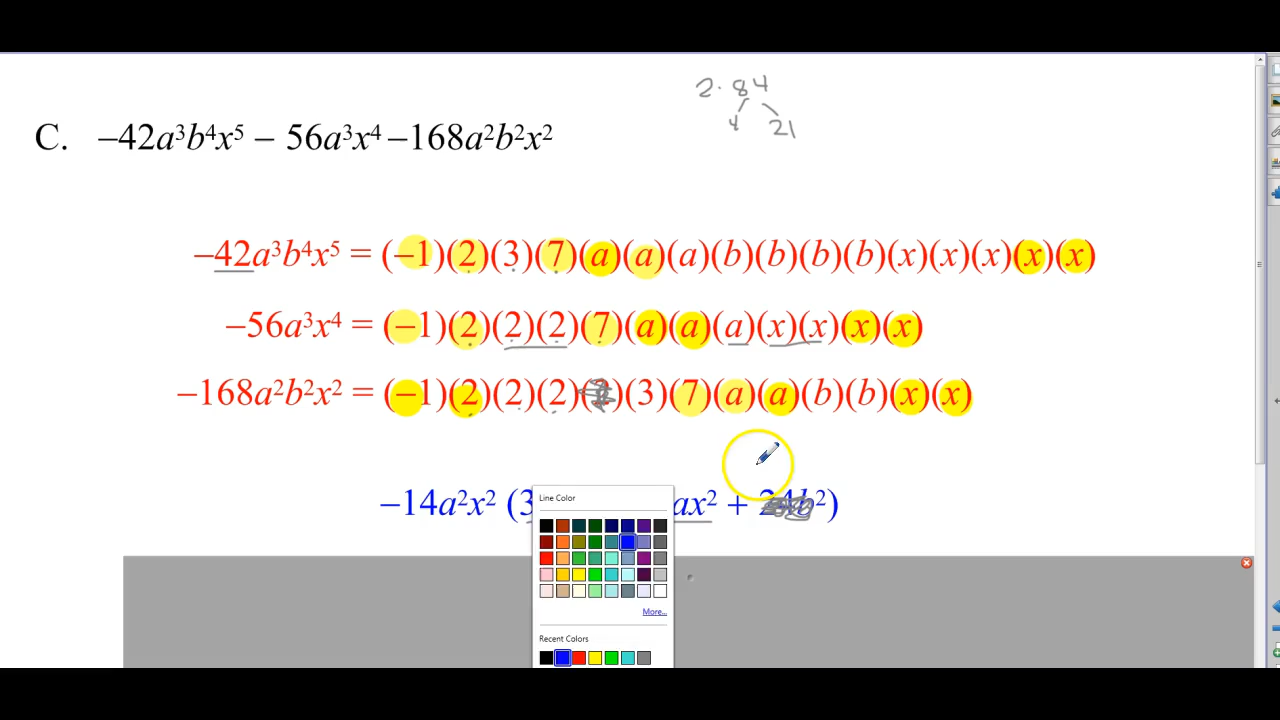 2. 84
4 21
C. –42a³b⁴x⁵ – 56a³x⁴ –168a²b²x²
–42a³b⁴x⁵ = (–1)(2)(3)(7)(a)(a)(a)(b)(b)(b)(b)(x)(x)(x)(x)(x)
–56a³x⁴ = (–1)(2)(2)(2)(7)(a)(a)(a)(x)(x)(x)(x)
–168a²b²x² = (–1)(2)(2)(2)( )(3)(7)(a)(a)(b)(b)(x)(x)
–14a²x² (3 ax² + 24b²)
Line Color
More...
Recent Colors